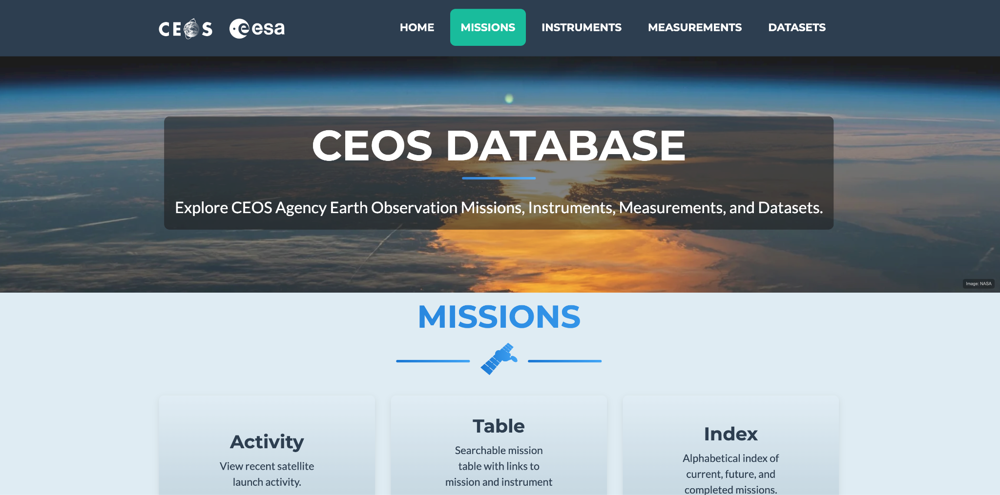 CEOS
esa
HOME
MISSIONS
INSTRUMENTS
MEASUREMENTS
DATASETS
CEOS DATABASE
Explore CEOS Agency Earth Observation Missions, Instruments, Measurements, and Datasets.
Image: NASA
MISSIONS
Activity
View recent satellite
launch activity.
Table
Searchable mission
table with links to
mission and instrument
Index
Alphabetical index of
current, future, and
completed missions.